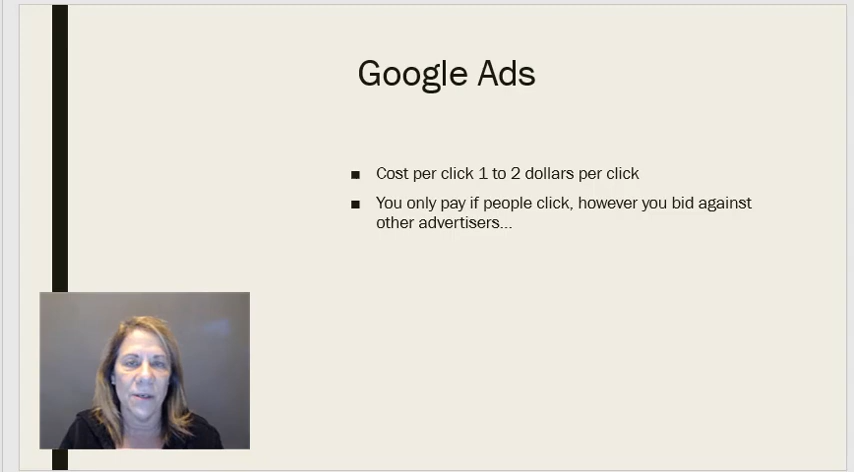 Google Ads
Cost per click 1 to 2 dollars per click
You only pay if people click, however you bid against
other advertisers...